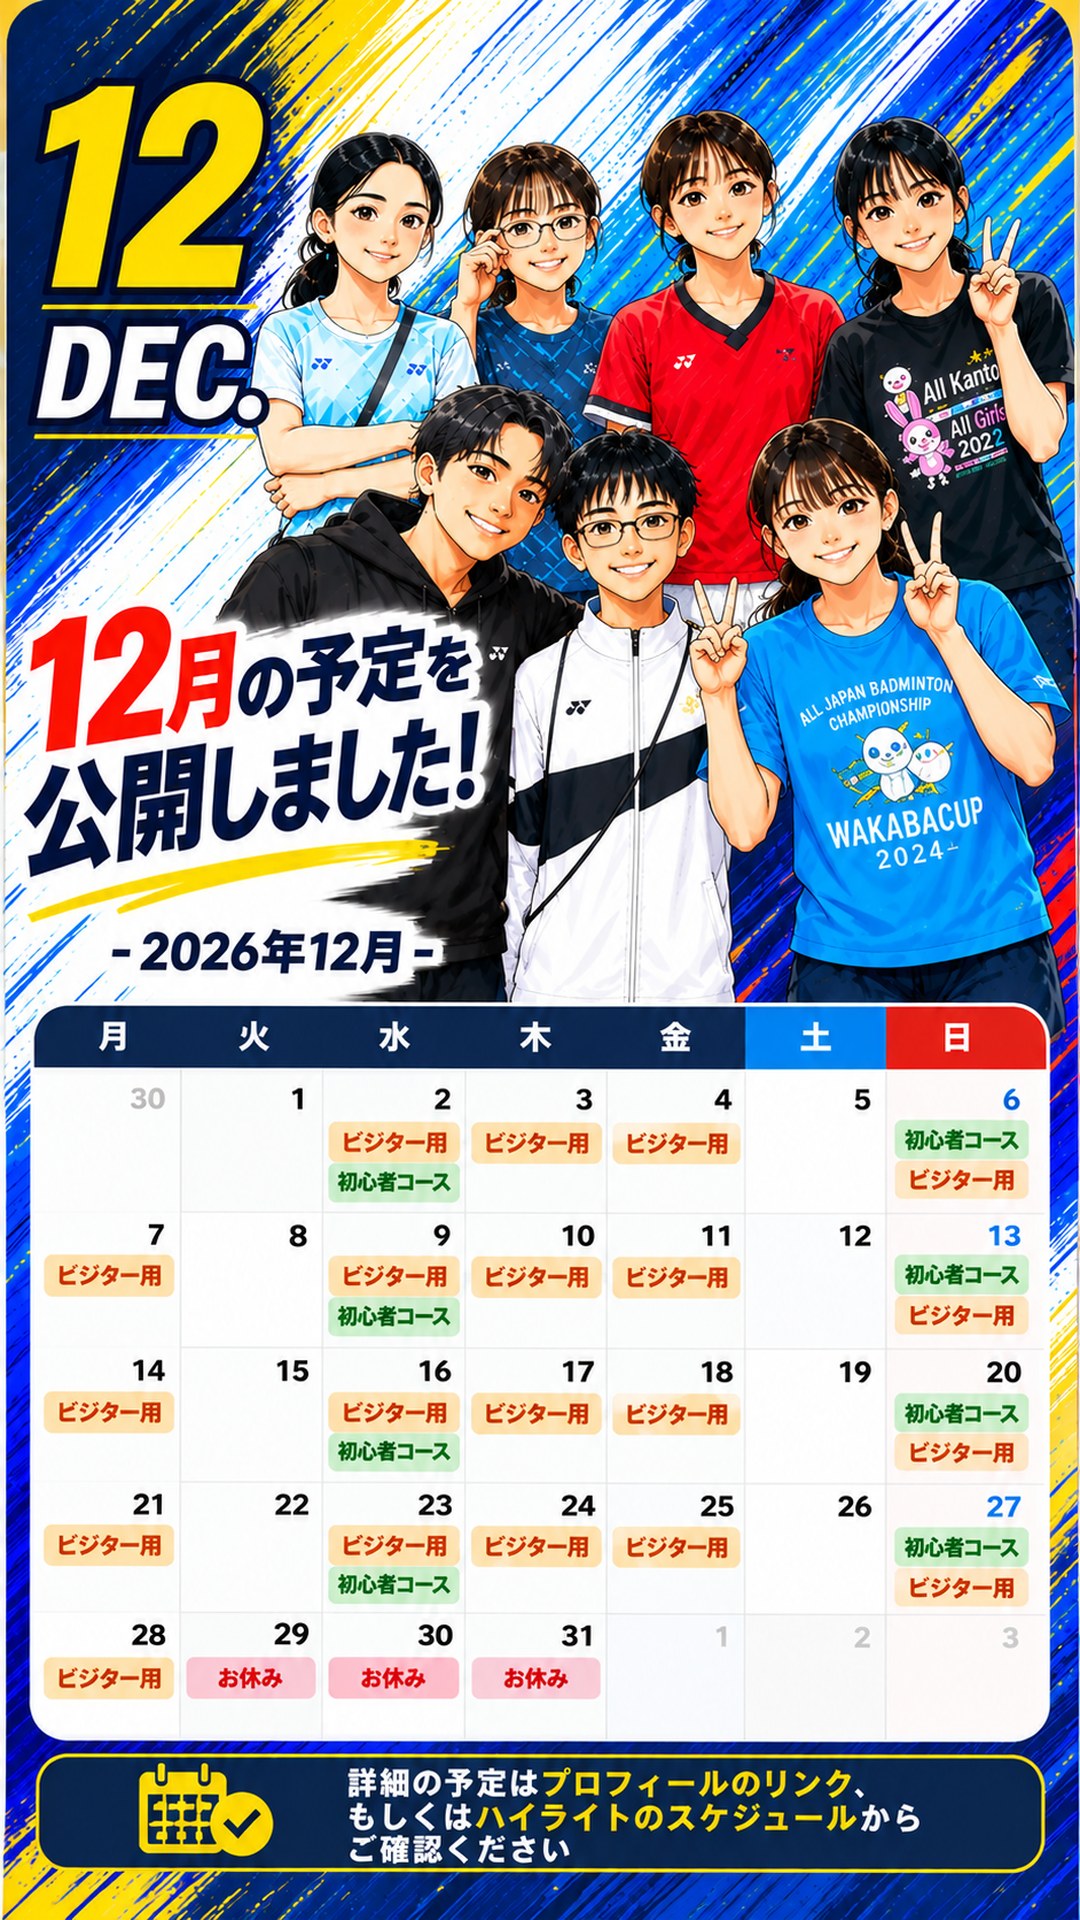 12
DEC.
All Kanto
All Girls
2022
12月の予定を
公開しました!
ALL JAPAN BADMINTON
CHAMPIONSHIP
WAKABACUP
2024
- 2026年12月 -
月 火 水 木 金 土 日
30 1 2 3 4 5 6
ビジター用 ビジター用 ビジター用 初心者コース
初心者コース ビジター用
7 8 9 10 11 12 13
ビジター用 ビジター用 ビジター用 ビジター用 初心者コース
初心者コース ビジター用
14 15 16 17 18 19 20
ビジター用 ビジター用 ビジター用 ビジター用 初心者コース
初心者コース ビジター用
21 22 23 24 25 26 27
ビジター用 ビジター用 ビジター用 ビジター用 初心者コース
初心者コース ビジター用
28 29 30 31 1 2 3
ビジター用 お休み お休み お休み
詳細の予定はプロフィールのリンク、
もしくはハイライトのスケジュールから
ご確認ください